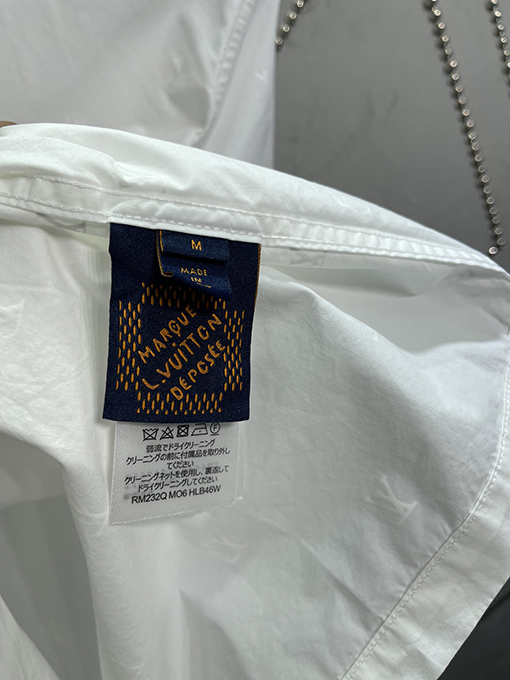 M
MADE
IN
MARQUE
L.VUITTON
DEPOSÉE
弱流でドライクリーニング
クリーニングの前に付属品を取り外し
てください
クリーニングネットを使用し、裏返して
ドライクリーニングしてください
RM232Q MO6 HLB46W